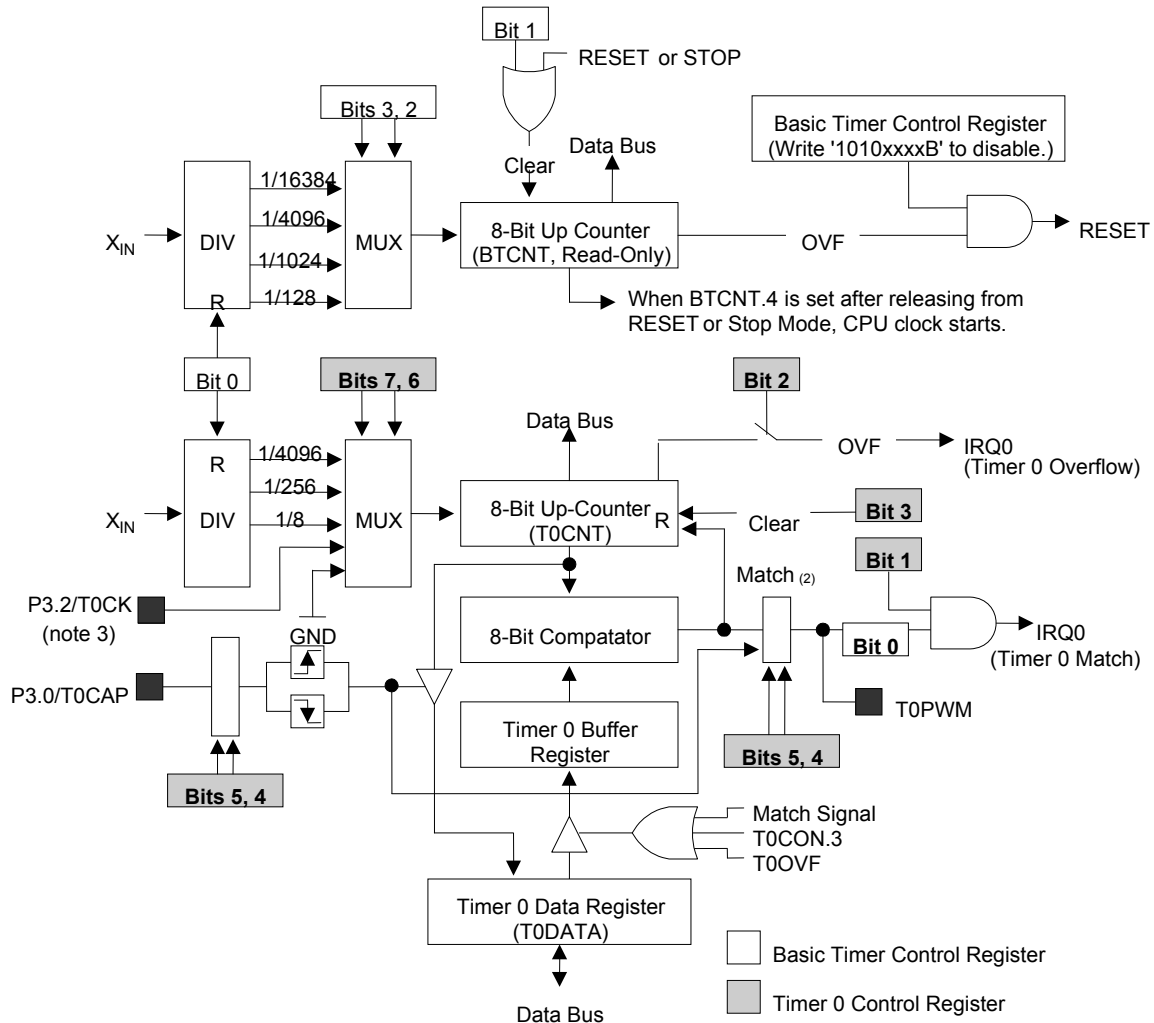 Bit 1
RESET or STOP
Bits 3, 2
Basic Timer Control Register
(Write '1010xxxxB' to disable.)
Data Bus
Clear
1/16384
1/4096
1/1024
1/128
XIN
DIV
R
MUX
8-Bit Up Counter
(BTCNT, Read-Only)
OVF
RESET
When BTCNT.4 is set after releasing from
RESET or Stop Mode, CPU clock starts.
Bit 0
Bits 7, 6
Bit 2
Data Bus
R
1/4096
1/256
1/8
XIN
DIV
MUX
8-Bit Up-Counter
(T0CNT)
R
OVF
IRQ0
(Timer 0 Overflow)
Clear
Bit 3
Bit 1
Match (2)
P3.2/T0CK
(note 3)
GND
8-Bit Compatator
Bit 0
IRQ0
(Timer 0 Match)
P3.0/T0CAP
T0PWM
Timer 0 Buffer
Register
Bits 5, 4
Bits 5, 4
Match Signal
T0CON.3
T0OVF
Timer 0 Data Register
(T0DATA)
Data Bus
Basic Timer Control Register
Timer 0 Control Register